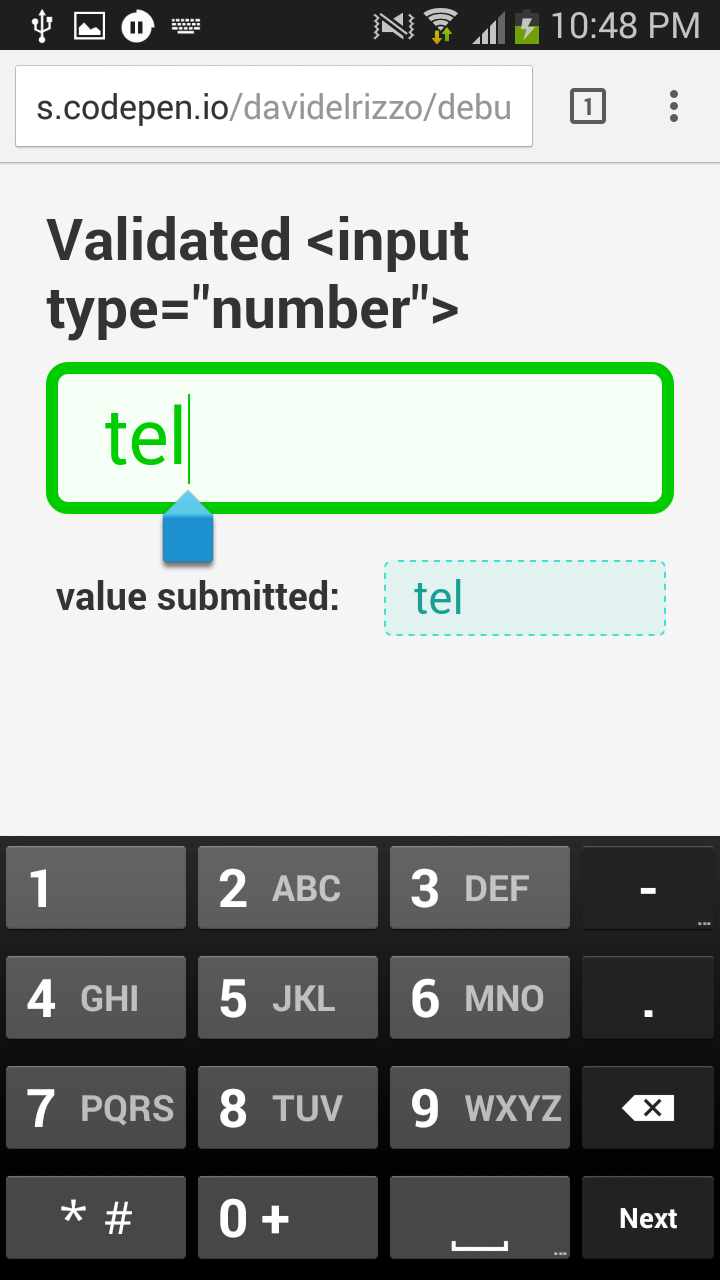 10:48 PM
s.codepen.io/davidelrizzo/debu
1
Validated <input
type="number">
tel
value submitted: tel
1 2 ABC 3 DEF -
4 GHI 5 JKL 6 MNO .
7 PQRS 8 TUV 9 WXYZ
* # 0 + Next